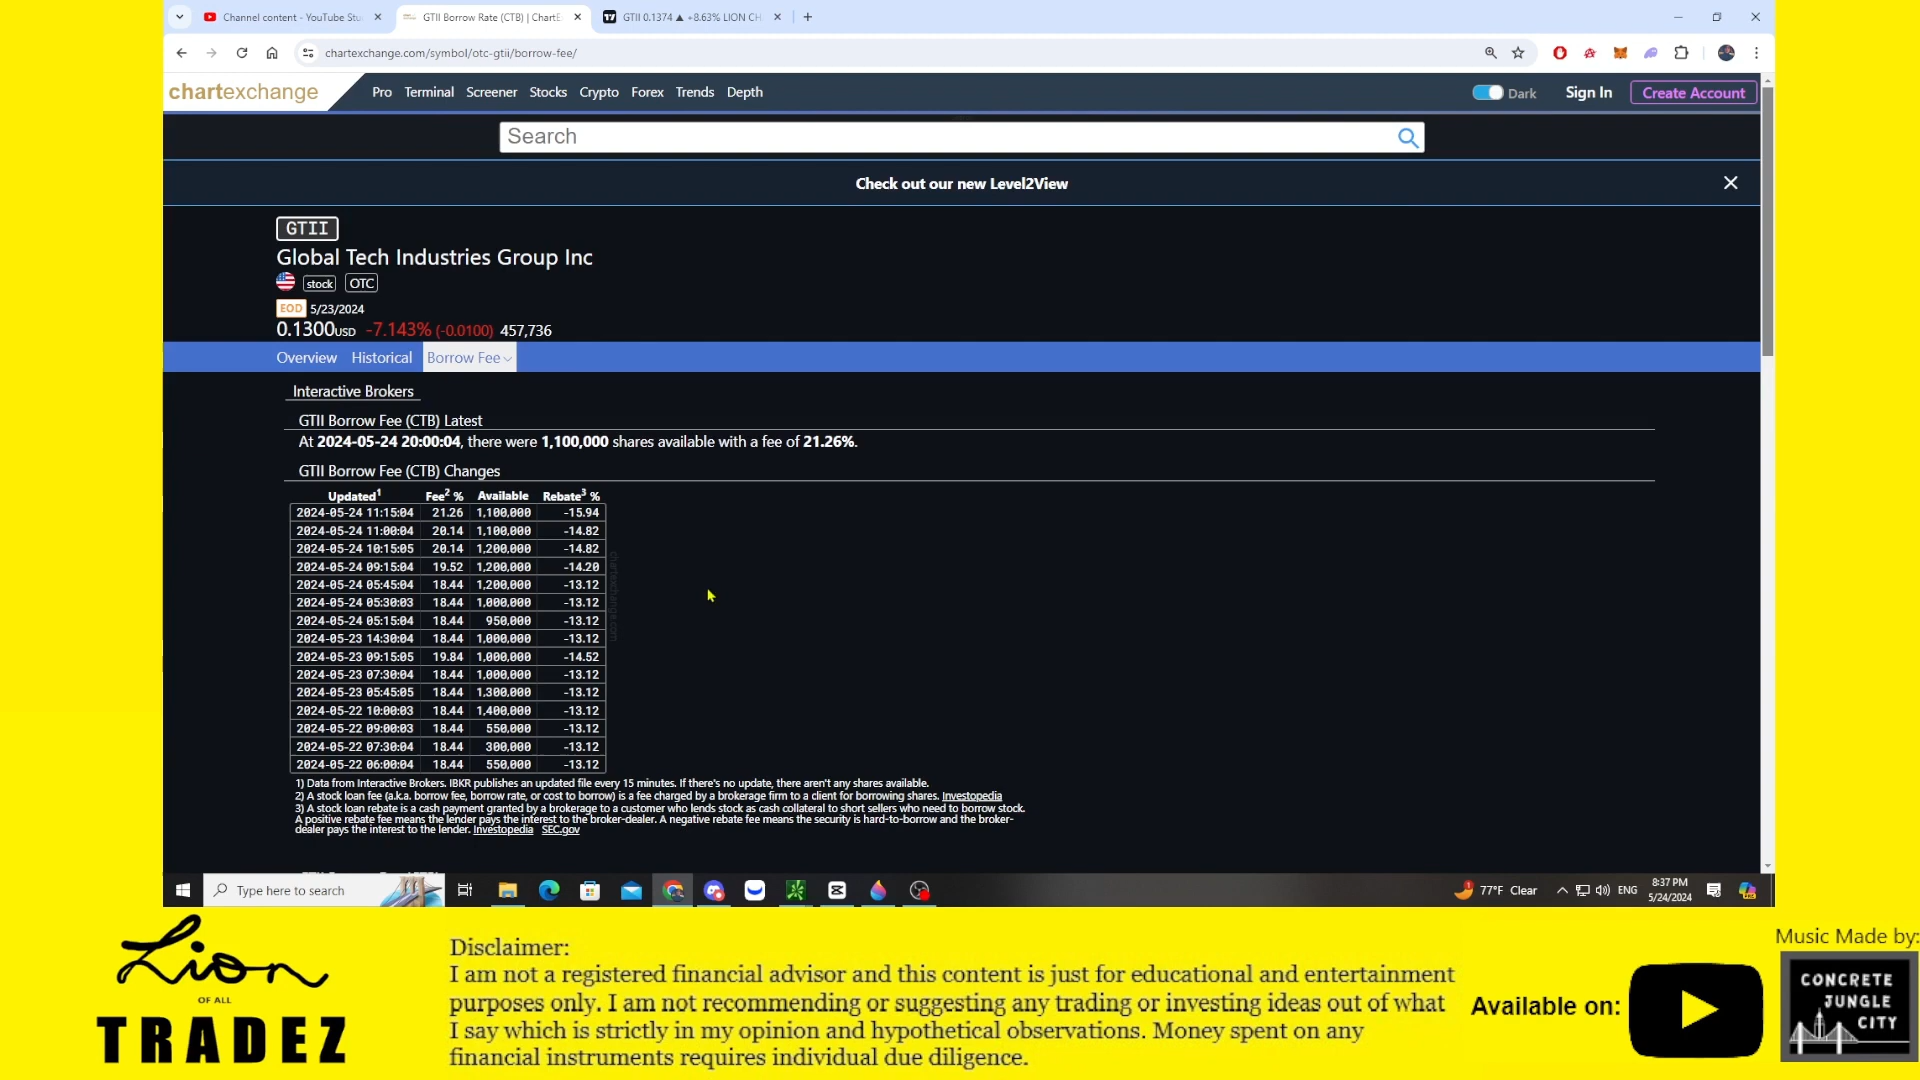 Channel content - YouTube Stu
GTII Borrow Rate (CTB) | ChartE
GTII 0.1374 ▲ +8.63% LION CH
chartexchange.com/symbol/otc-gtii/borrow-fee/
chartexchange
Pro Terminal Screener Stocks Crypto Forex Trends Depth
Dark
Sign In
Create Account
Search
Check out our new Level2View
GTII
Global Tech Industries Group Inc
stock OTC
EOD 5/23/2024
0.1300USD -7.143% (-0.0100) 457,736
Overview Historical Borrow Fee
Interactive Brokers
GTII Borrow Fee (CTB) Latest
At 2024-05-24 20:00:04, there were 1,100,000 shares available with a fee of 21.26%.
GTII Borrow Fee (CTB) Changes
Updated1 Fee2 % Available Rebate3 %
2024-05-24 11:15:04 21.26 1,100,000 -15.94
2024-05-24 11:00:04 20.14 1,100,000 -14.82
2024-05-24 10:15:05 20.14 1,200,000 -14.82
2024-05-24 09:15:04 19.52 1,200,000 -14.20
2024-05-24 05:45:04 18.44 1,200,000 -13.12
2024-05-24 05:30:03 18.44 1,000,000 -13.12
2024-05-24 05:15:04 18.44 950,000 -13.12
2024-05-23 14:30:04 18.44 1,000,000 -13.12
2024-05-23 09:15:05 19.84 1,000,000 -14.52
2024-05-23 07:30:04 18.44 1,000,000 -13.12
2024-05-23 05:45:05 18.44 1,300,000 -13.12
2024-05-22 10:00:03 18.44 1,400,000 -13.12
2024-05-22 09:00:03 18.44 550,000 -13.12
2024-05-22 07:30:04 18.44 300,000 -13.12
2024-05-22 06:00:04 18.44 550,000 -13.12
chartexchange.com
1) Data from Interactive Brokers. IBKR publishes an updated file every 15 minutes. If there's no update, there aren't any shares available.
2) A stock loan fee (a.k.a. borrow fee, borrow rate, or cost to borrow) is a fee charged by a brokerage firm to a client for borrowing shares. Investopedia
3) A stock loan rebate is a cash payment granted by a brokerage to a customer who lends stock as cash collateral to short sellers who need to borrow stock.
A positive rebate fee means the lender pays the interest to the broker-dealer. A negative rebate fee means the security is hard-to-borrow and the broker-
dealer pays the interest to the lender. Investopedia SEC.gov
Type here to search
77°F Clear
ENG
8:37 PM
5/24/2024
Lion
OF ALL
TRADEZ
Disclaimer:
I am not a registered financial advisor and this content is just for educational and entertainment
purposes only. I am not recommending or suggesting any trading or investing ideas out of what
I say which is strictly in my opinion and hypothetical observations. Money spent on any
financial instruments requires individual due diligence.
Available on:
Music Made by:
CONCRETE
JUNGLE
CITY